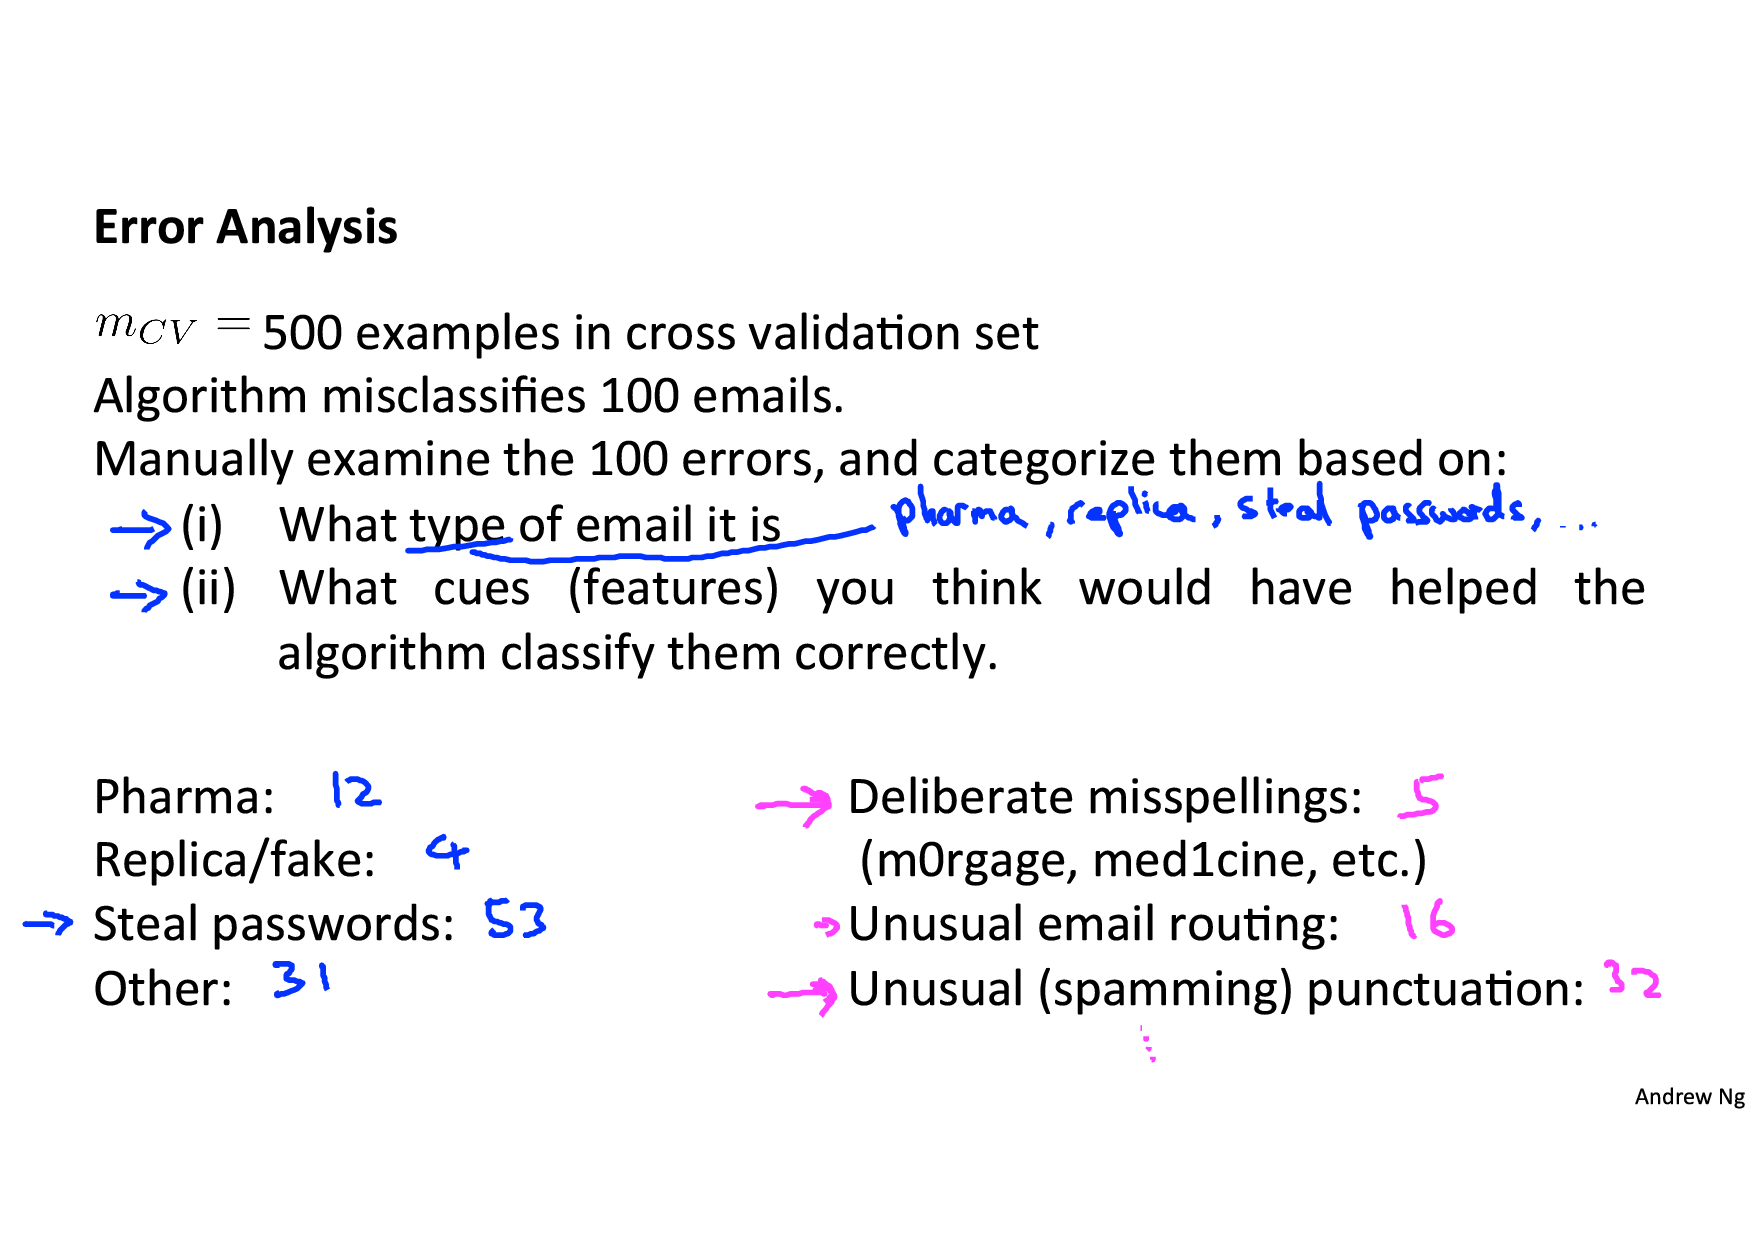 Error Analysis
m_CV = 500 examples in cross validation set
Algorithm misclassifies 100 emails.
Manually examine the 100 errors, and categorize them based on:
(i) What type of email it is pharma, replica, steal passwords, ...
(ii) What cues (features) you think would have helped the
algorithm classify them correctly.
Pharma: 12
Replica/fake: 4
Steal passwords: 53
Other: 31
Deliberate misspellings: 5
(m0rgage, med1cine, etc.)
Unusual email routing: 16
Unusual (spamming) punctuation: 32
Andrew Ng